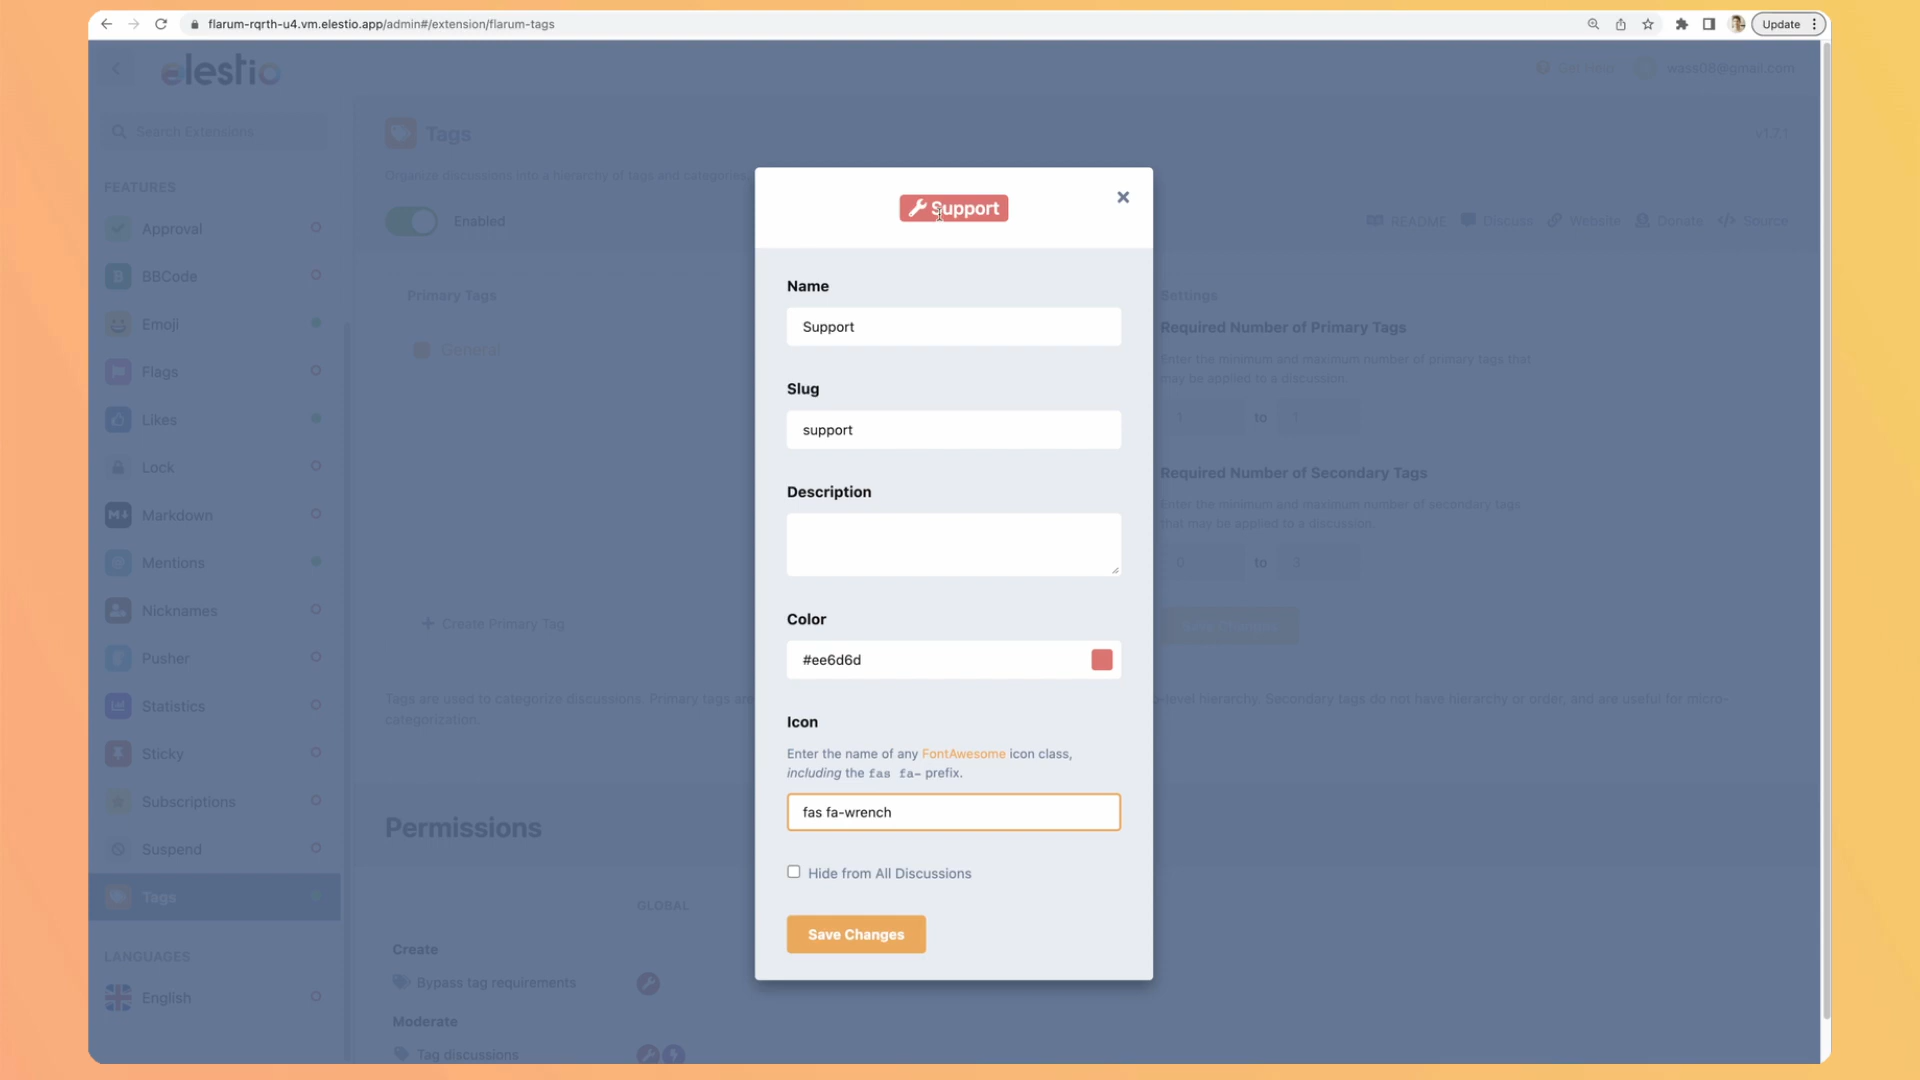 flarum-rqrth-u4.vm.elestio.app/admin#/extension/flarum-tags
Update
elestio
Get Help
wass08@gmail.com
Search Extensions
FEATURES
Approval
BBCode
Emoji
Flags
Likes
Lock
Markdown
Mentions
Nicknames
Pusher
Statistics
Sticky
Subscriptions
Suspend
Tags
LANGUAGES
English
Tags
v1.7.1
Organize discussions into a hierarchy of tags and categories.
Enabled
README
Discuss
Website
Donate
Source
Primary Tags
General
Create Primary Tag
Support
Name
Support
Slug
support
Description
Color
#ee6d6d
Icon
Enter the name of any FontAwesome icon class,
including the fas fa- prefix.
fas fa-wrench
Hide from All Discussions
Save Changes
Settings
Required Number of Primary Tags
Enter the minimum and maximum number of primary tags that
may be applied to a discussion.
1 to 1
Required Number of Secondary Tags
Enter the minimum and maximum number of secondary tags
that may be applied to a discussion.
0 to 3
Save Changes
Tags are used to categorize discussions. Primary tags are
-level hierarchy. Secondary tags do not have hierarchy or order, and are useful for micro-
categorization.
Permissions
GLOBAL
Create
Bypass tag requirements
Moderate
Tag discussions